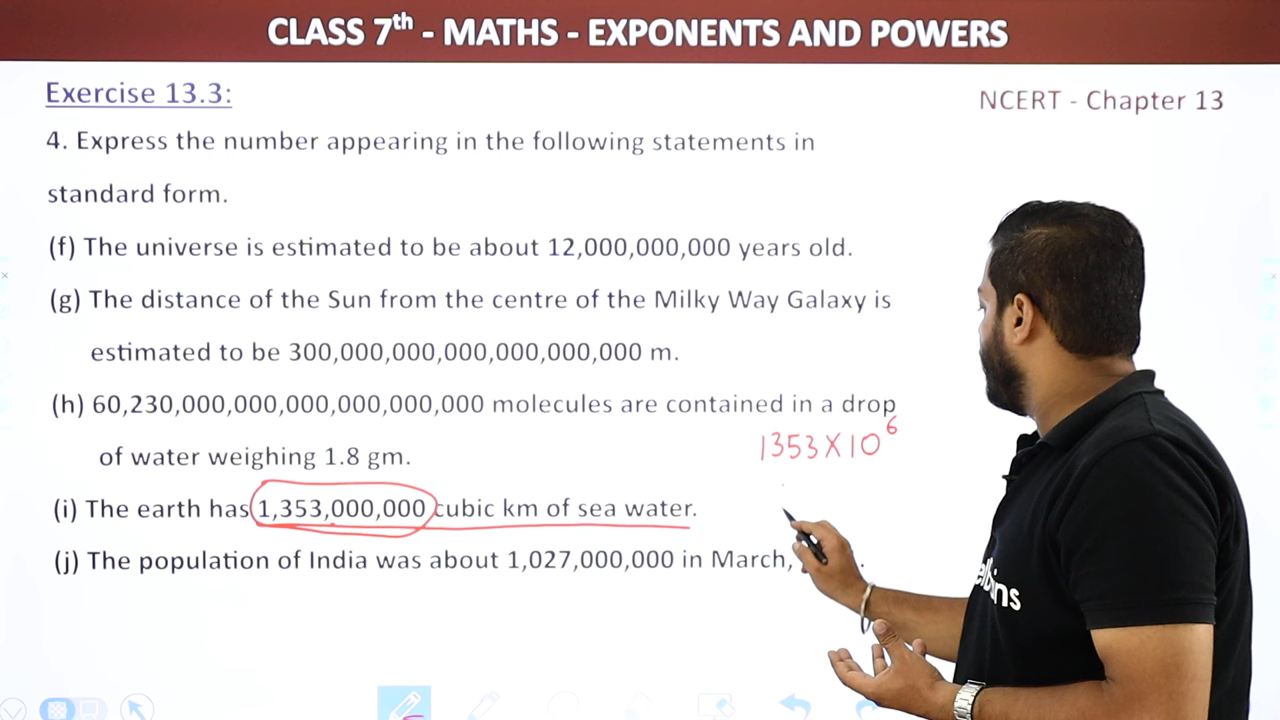 CLASS 7th - MATHS - EXPONENTS AND POWERS
Exercise 13.3:
NCERT - Chapter 13
4. Express the number appearing in the following statements in
standard form.
(f) The universe is estimated to be about 12,000,000,000 years old.
(g) The distance of the Sun from the centre of the Milky Way Galaxy is
estimated to be 300,000,000,000,000,000,000 m.
(h) 60,230,000,000,000,000,000,000 molecules are contained in a drop
of water weighing 1.8 gm.
1353X10^6
(i) The earth has 1,353,000,000 cubic km of sea water.
(j) The population of India was about 1,027,000,000 in March,